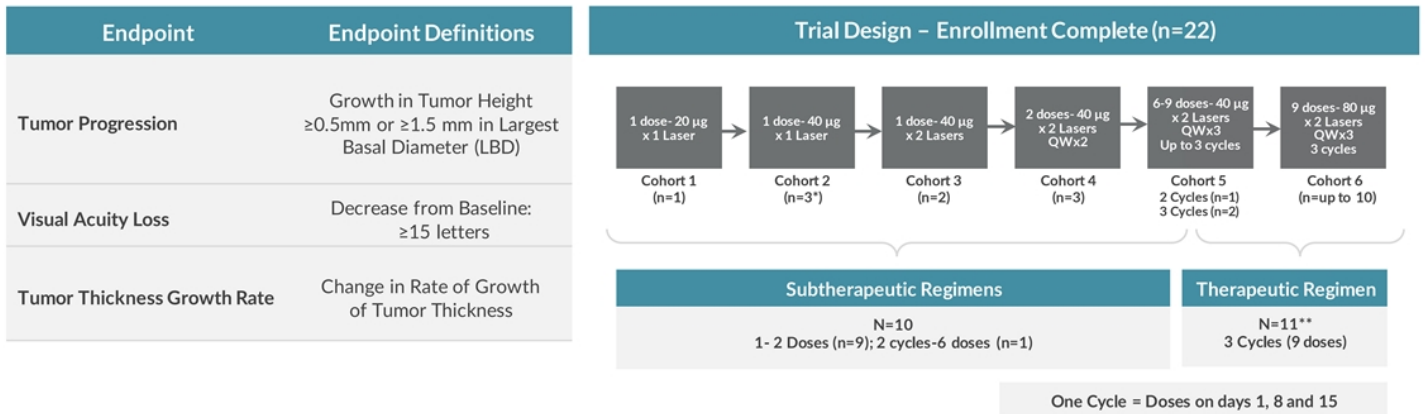 Endpoint
Endpoint Definitions
Tumor Progression
Growth in Tumor Height
≥0.5mm or ≥1.5 mm in Largest
Basal Diameter (LBD)
Visual Acuity Loss
Decrease from Baseline:
≥15 letters
Tumor Thickness Growth Rate
Change in Rate of Growth
of Tumor Thickness
Trial Design – Enrollment Complete (n=22)
1 dose- 20 µg
x 1 Laser
Cohort 1
(n=1)
1 dose- 40 µg
x 1 Laser
Cohort 2
(n=3*)
1 dose- 40 µg
x 2 Lasers
Cohort 3
(n=2)
2 doses- 40 µg
x 2 Lasers
QWx2
Cohort 4
(n=3)
6-9 doses- 40 µg
x 2 Lasers
QWx3
Up to 3 cycles
Cohort 5
2 Cycles (n=1)
3 Cycles (n=2)
9 doses- 80 µg
x 2 Lasers
QWx3
3 cycles
Cohort 6
(n=up to 10)
Subtherapeutic Regimens
N=10
1- 2 Doses (n=9); 2 cycles-6 doses (n=1)
Therapeutic Regimen
N=11**
3 Cycles (9 doses)
One Cycle = Doses on days 1, 8 and 15